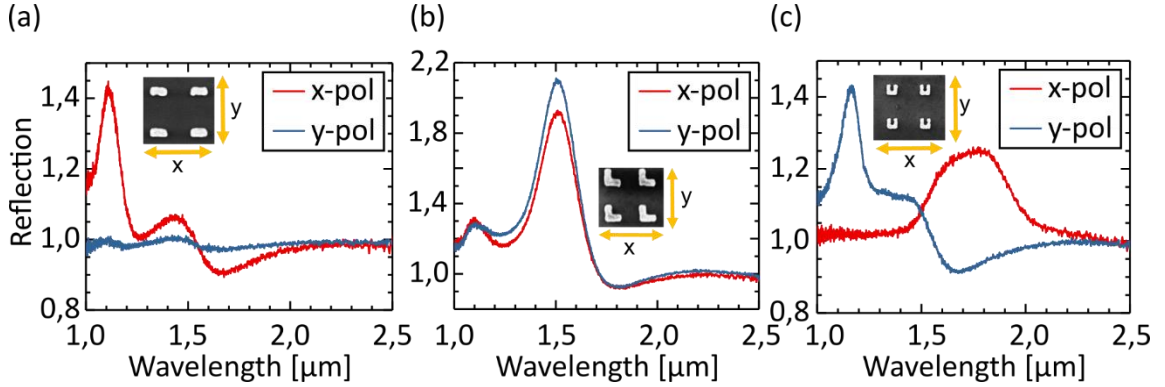 (a)
(b)
(c)
Reflection
1,4
1,2
1,0
0,8
x-pol
y-pol
y
x
1,0
1,5
2,0
2,5
Wavelength [μm]
2,2
1,8
1,4
1,0
x-pol
y-pol
y
x
1,0
1,5
2,0
2,5
Wavelength [μm]
1,4
1,2
1,0
0,8
x-pol
y-pol
y
x
1,0
1,5
2,0
2,5
Wavelength [μm]